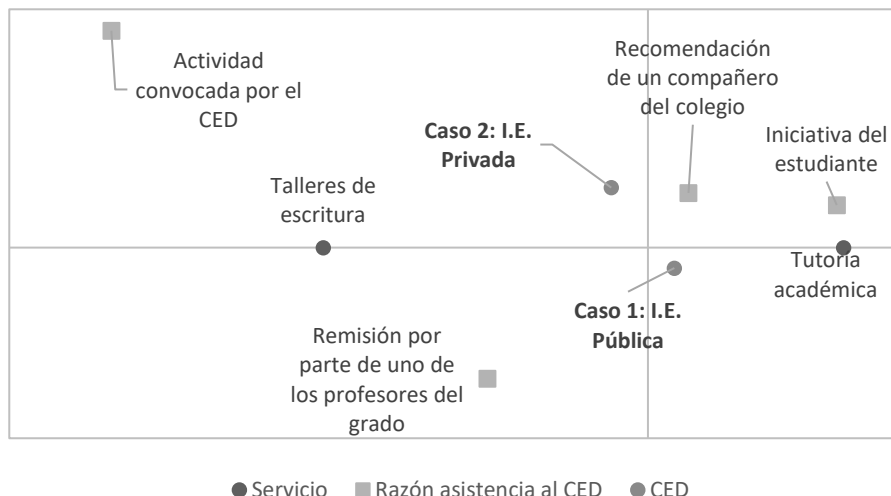 Actividad
convocada por el
CED
Recomendación
de un compañero
del colegio
Caso 2: I.E.
Privada
Iniciativa del
estudiante
Talleres de
escritura
Tutoría
académica
Caso 1: I.E.
Pública
Remisión por
parte de uno de
los profesores del
grado
Servicio Razón asistencia al CED CED